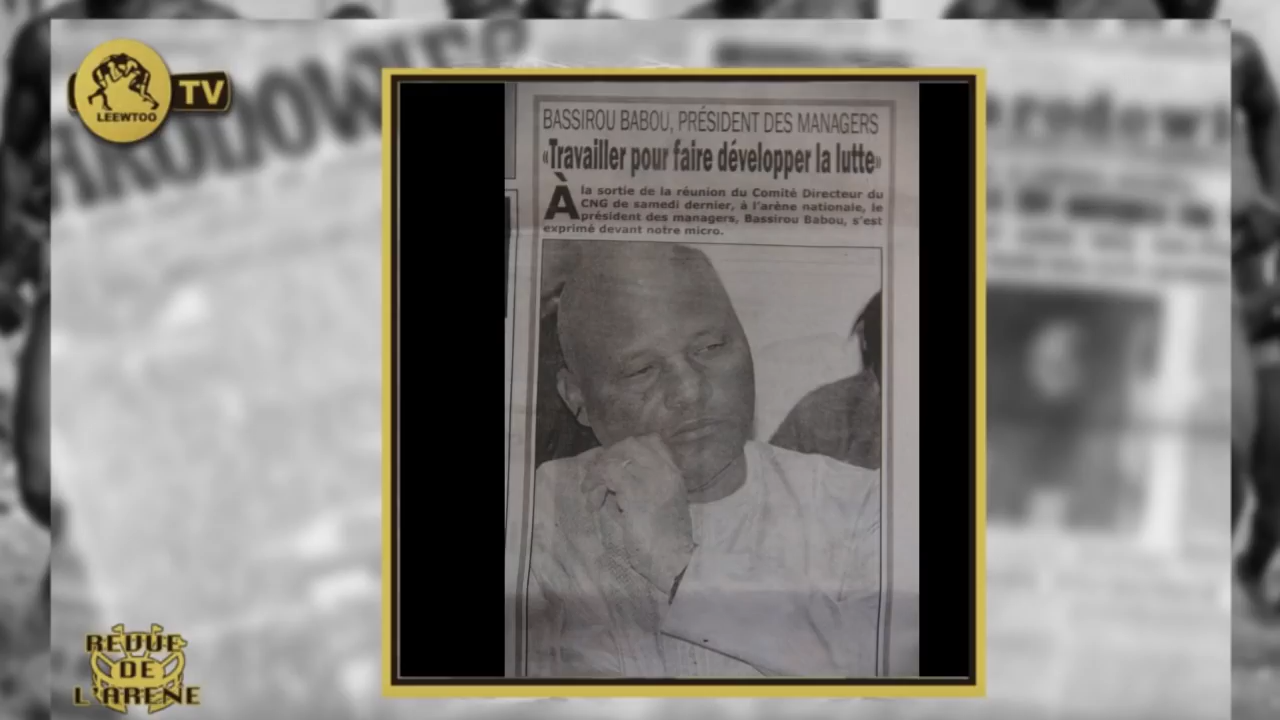 LEEWTOO
TV
BASSIROU BABOU, PRÉSIDENT DES MANAGERS
«Travailler pour faire développer la lutte»
À la sortie de la réunion du Comité Directeur du
CNG de samedi dernier, à l'arène nationale, le
président des managers, Bassirou Babou, s'est
exprimé devant notre micro.
REVUE
DE
L'ARENE